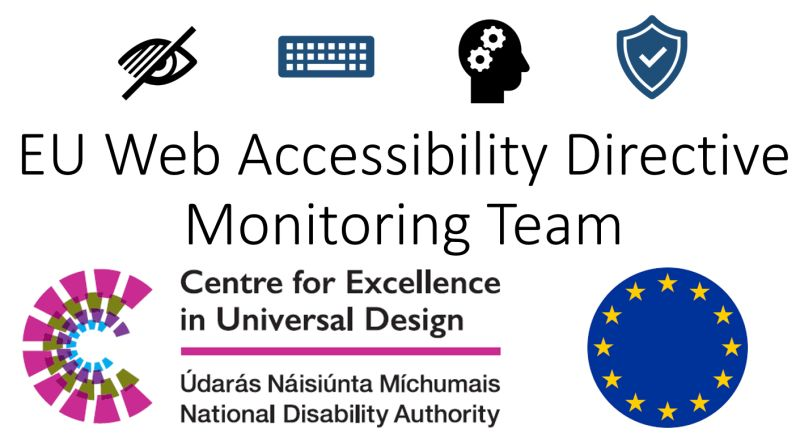 EU Web Accessibility Directive
Monitoring Team
Centre for Excellence
in Universal Design
Údarás Náisiúnta Míchumais
National Disability Authority